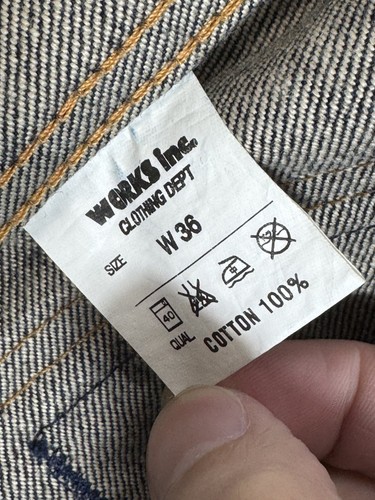 WORKS Inc.
CLOTHING DEPT
SIZE W 36
40
QUAL COTTON 100%